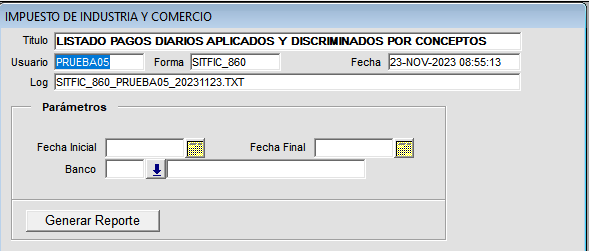 IMPUESTO DE INDUSTRIA Y COMERCIO
Titulo LISTADO PAGOS DIARIOS APLICADOS Y DISCRIMINADOS POR CONCEPTOS
Usuario PRUEBA05 Forma SITFIC_860 Fecha 23-NOV-2023 08:55:13
Log SITFIC_860_PRUEBA05_20231123.TXT
Parámetros
Fecha Inicial Fecha Final
Banco
Generar Reporte